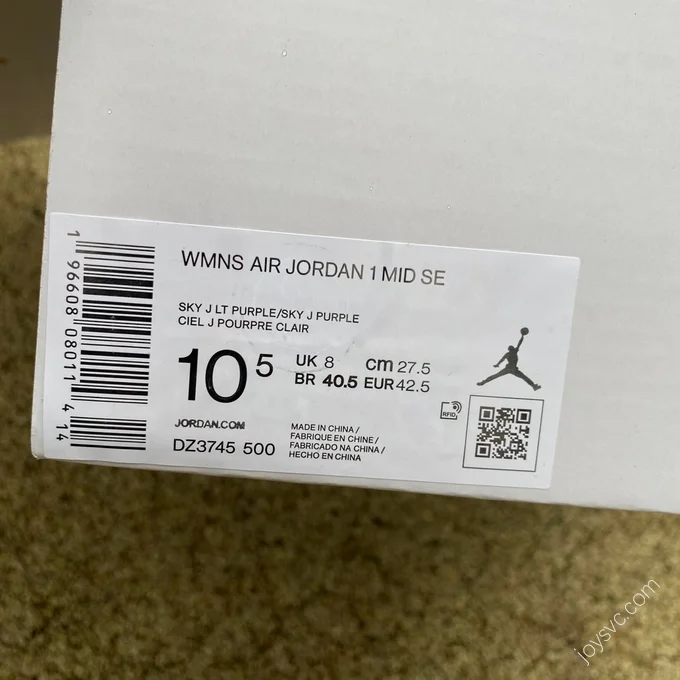 WMNS AIR JORDAN 1 MID SE
SKY J LT PURPLE/SKY J PURPLE
CIEL J POURPRE CLAIR
10 5
UK 8 cm 27.5
BR 40.5 EUR 42.5
JORDAN.COM
DZ3745 500
MADE IN CHINA /
FABRIQUE EN CHINE /
FABRICADO NA CHINA /
HECHO EN CHINA
RFID
1 96608 08011 4 14
joysvc.com